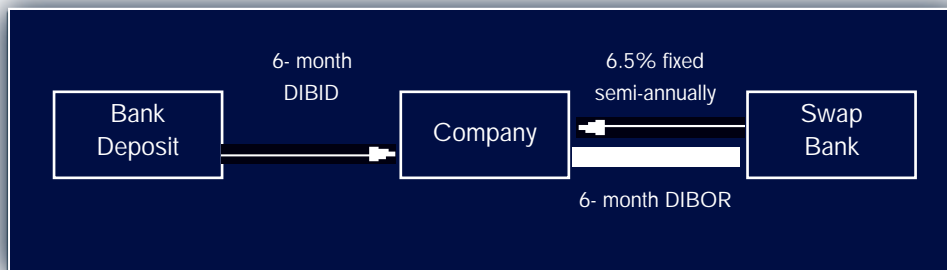 6- month
DIBID
6.5% fixed
semi-annually
Bank
Deposit
Company
Swap
Bank
6- month DIBOR